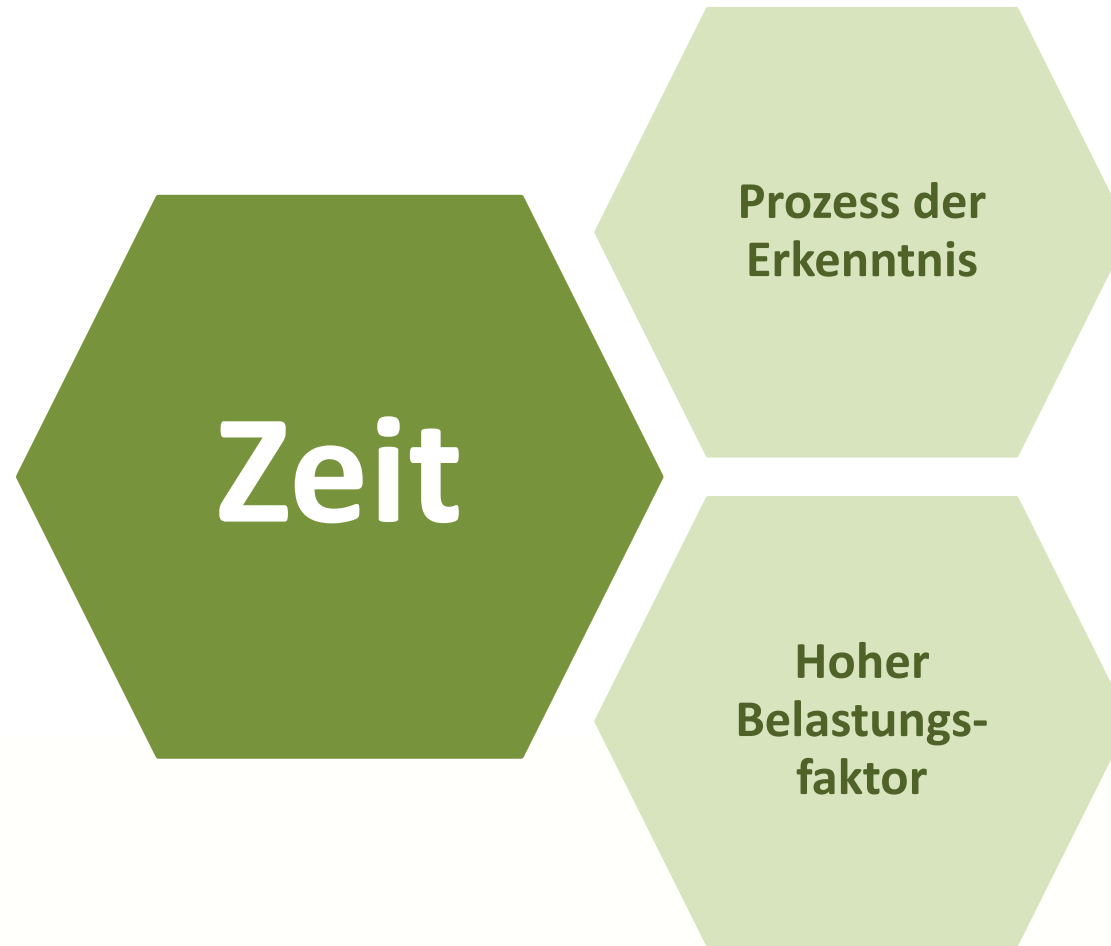 Zeit
Prozess der
Erkenntnis
Hoher
Belastungs-
faktor